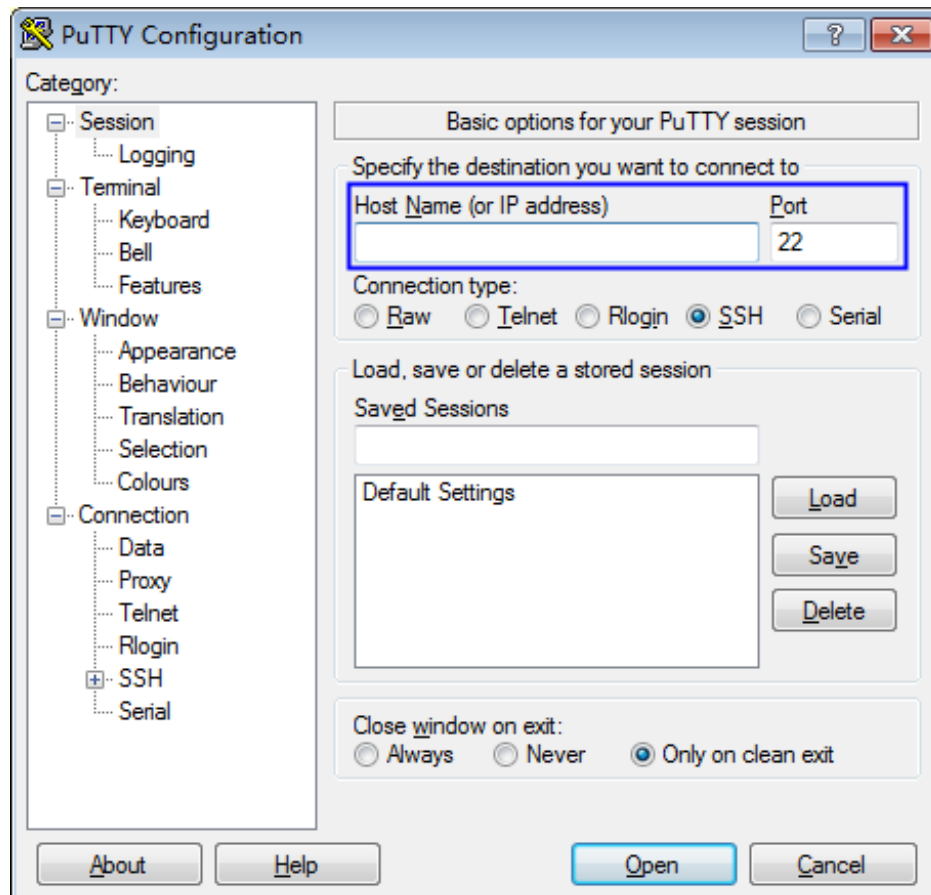 PuTTY Configuration
Category:
Session
Logging
Terminal
Keyboard
Bell
Features
Window
Appearance
Behaviour
Translation
Selection
Colours
Connection
Data
Proxy
Telnet
Rlogin
SSH
Serial
Basic options for your PuTTY session
Specify the destination you want to connect to
Host Name (or IP address) Port
22
Connection type:
Raw Telnet Rlogin SSH Serial
Load, save or delete a stored session
Saved Sessions
Default Settings
Load
Save
Delete
Close window on exit:
Always Never Only on clean exit
About Help Open Cancel